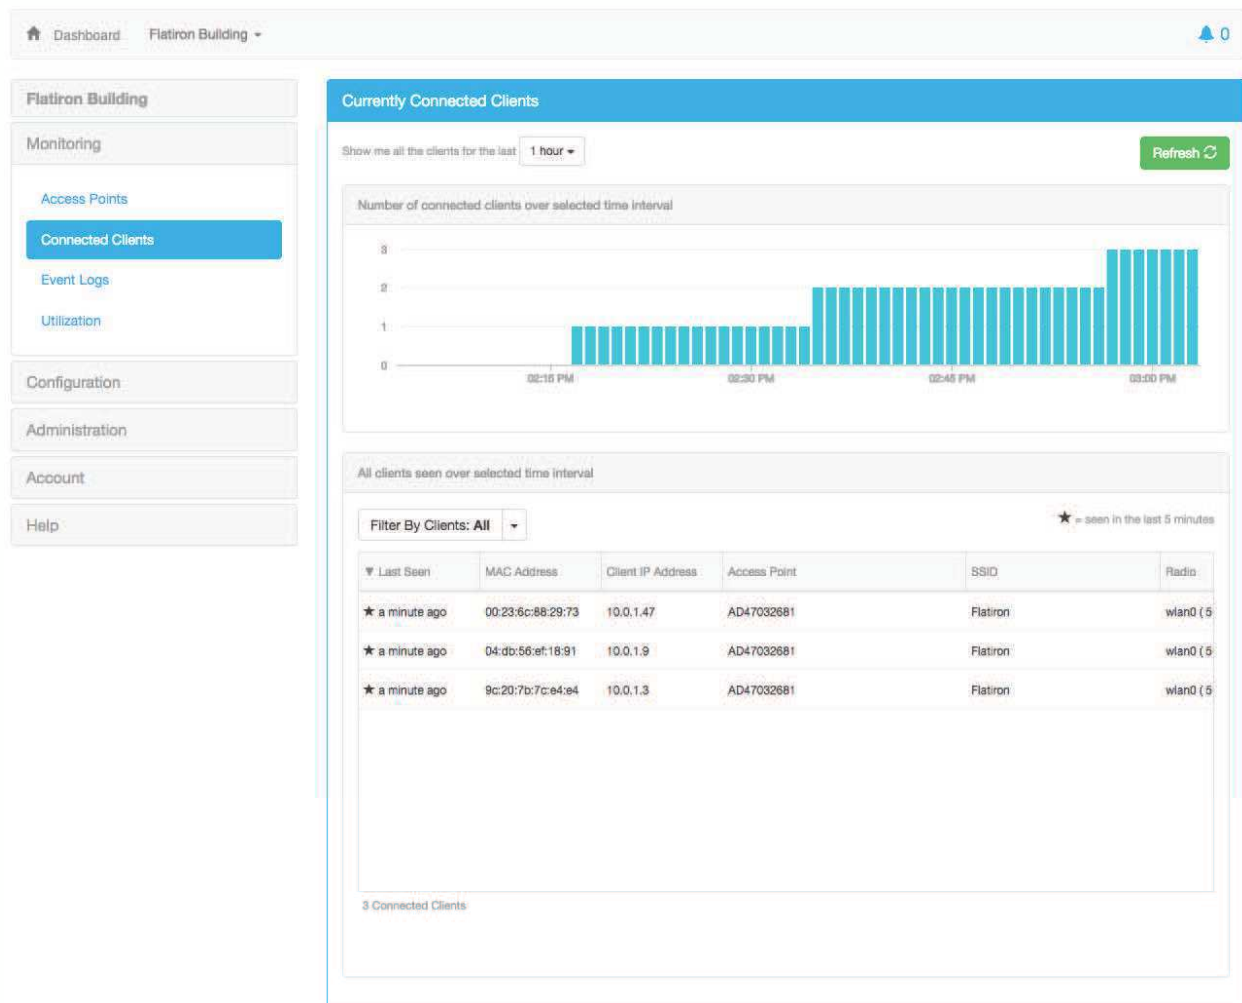 Dashboard Flatiron Building
0
Flatiron Building
Monitoring
Access Points
Connected Clients
Event Logs
Utilization
Configuration
Administration
Account
Help
Currently Connected Clients
Show me all the clients for the last 1 hour
Refresh
Number of connected clients over selected time interval
3
2
1
0
02:15 PM 02:30 PM 02:45 PM 03:00 PM
All clients seen over selected time interval
Filter By Clients: All
★ = seen in the last 5 minutes
▼ Last Seen MAC Address Client IP Address Access Point SSID Radio
★ a minute ago 00:23:6c:88:29:73 10.0.1.47 AD47032681 Flatiron wlan0 ( 5
★ a minute ago 04:db:56:ef:18:91 10.0.1.9 AD47032681 Flatiron wlan0 ( 5
★ a minute ago 9c:20:7b:7c:e4:e4 10.0.1.3 AD47032681 Flatiron wlan0 ( 5
3 Connected Clients